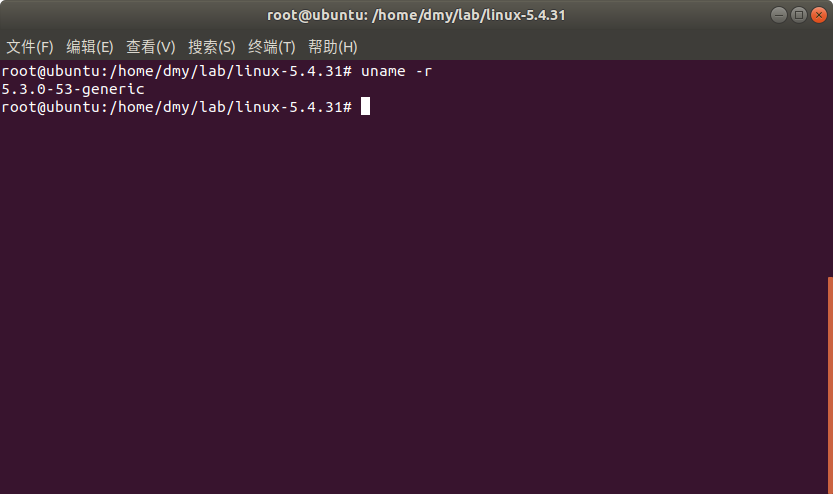 root@ubuntu: /home/dmy/lab/linux-5.4.31
文件(F) 编辑(E) 查看(V) 搜索(S) 终端(T) 帮助(H)
root@ubuntu:/home/dmy/lab/linux-5.4.31# uname -r
5.3.0-53-generic
root@ubuntu:/home/dmy/lab/linux-5.4.31#